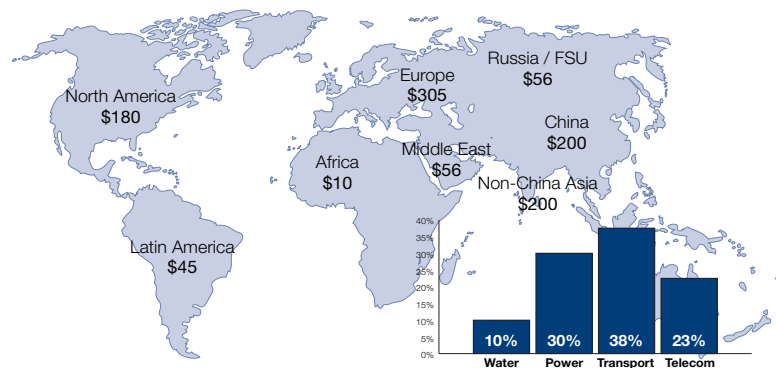 Russia / FSU
$56
Europe
$305
North America
$180
China
$200
Middle East
$56
Africa
$10
Non-China Asia
$200
Latin America
$45
40%
35%
30%
25%
20%
15%
10%
5%
0%
10% 30% 38% 23%
Water Power Transport Telecom